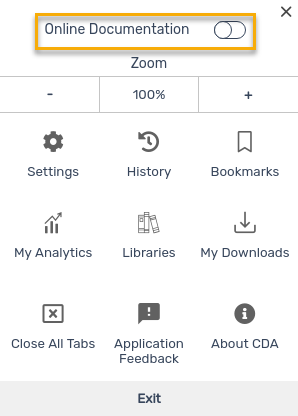 Online Documentation
Zoom
- 100% +
Settings History Bookmarks
My Analytics Libraries My Downloads
Close All Tabs Application Feedback About CDA
Exit